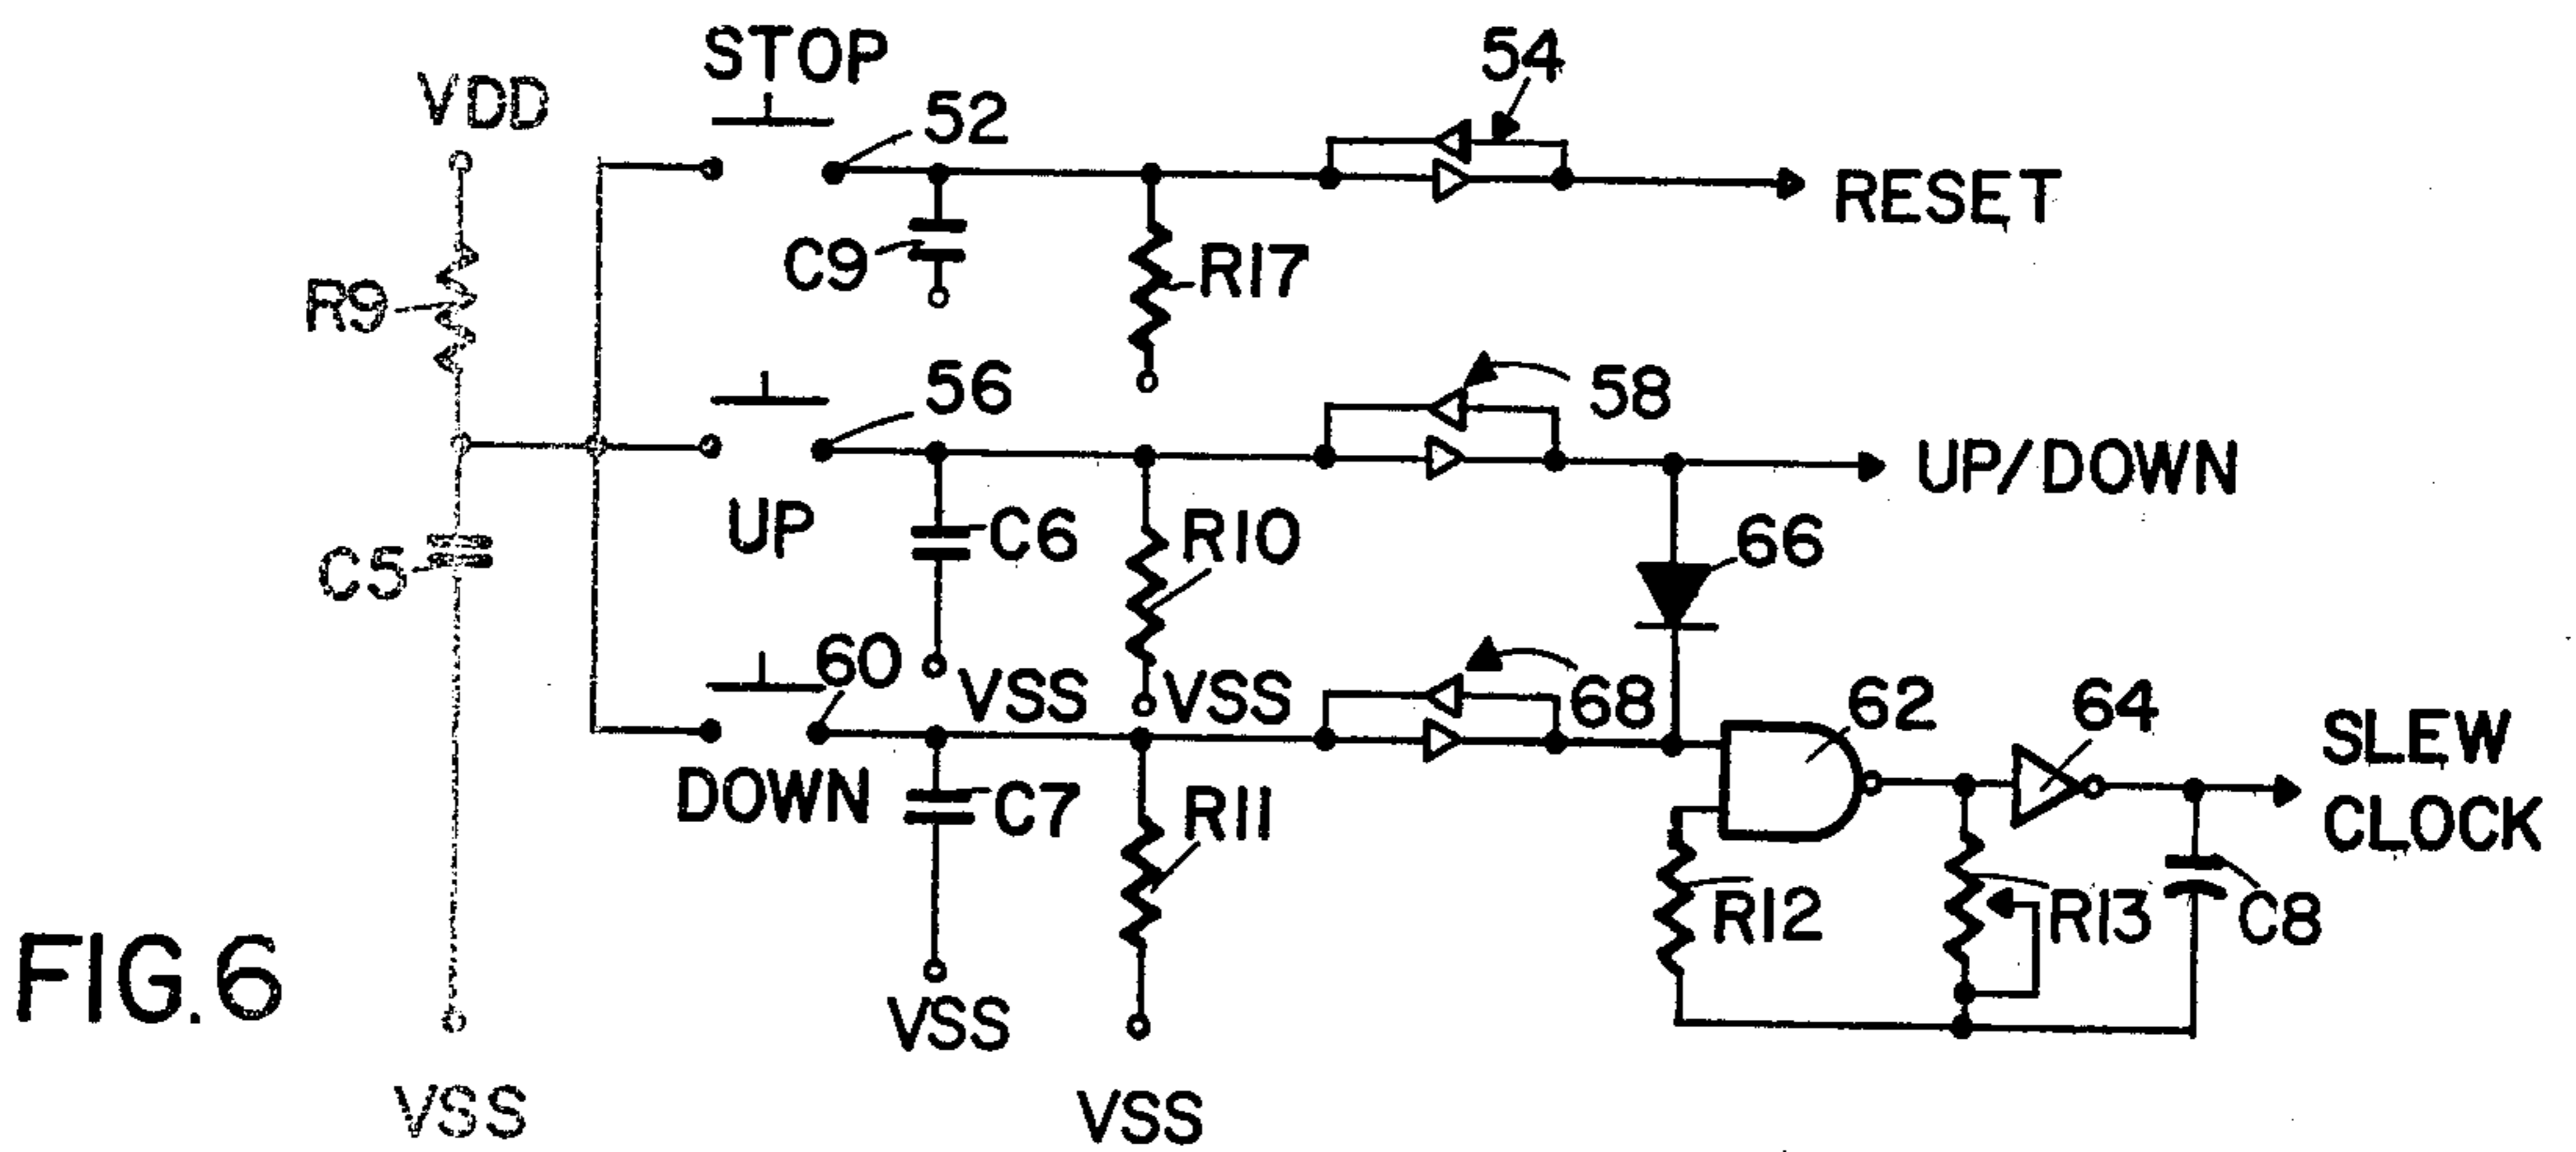 STOP
54
VDD
52
RESET
C9
R17
R9
56
58
UP/DOWN
UP
C6
R10
66
C5
60
VSS
VSS
68
62
64
SLEW
CLOCK
DOWN
C7
R11
R12
R13
C8
FIG.6
VSS
VSS
VSS